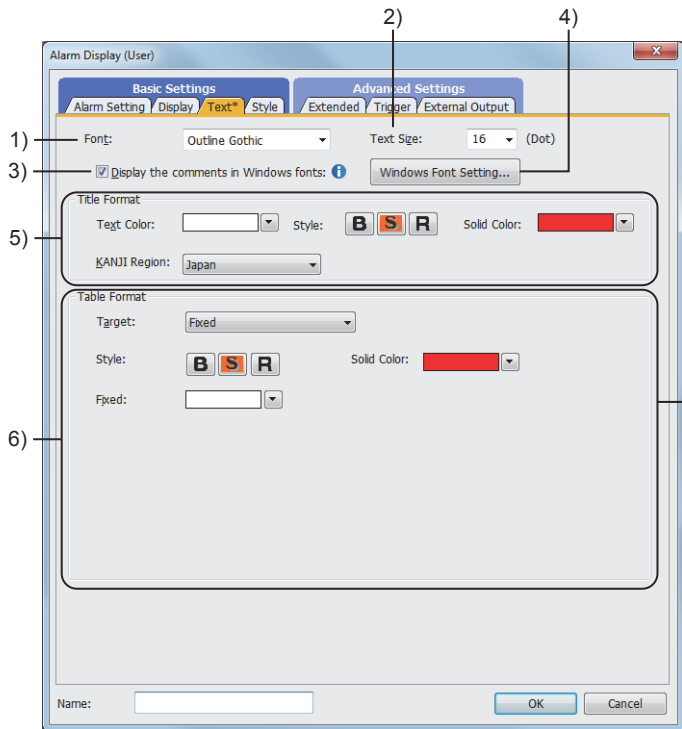 2)
4)
Alarm Display (User)
Basic Settings
Advanced Settings
Alarm Setting Display Text* Style
Extended Trigger External Output
1)
Font: Outline Gothic
Text Size: 16 (Dot)
3)
Display the comments in Windows fonts:
Windows Font Setting...
Title Format
5)
Text Color:
Style: B S R
Solid Color:
KANJI Region: Japan
Table Format
Target: Fixed
Style: B S R
Solid Color:
Fixed:
6)
Name:
OK
Cancel